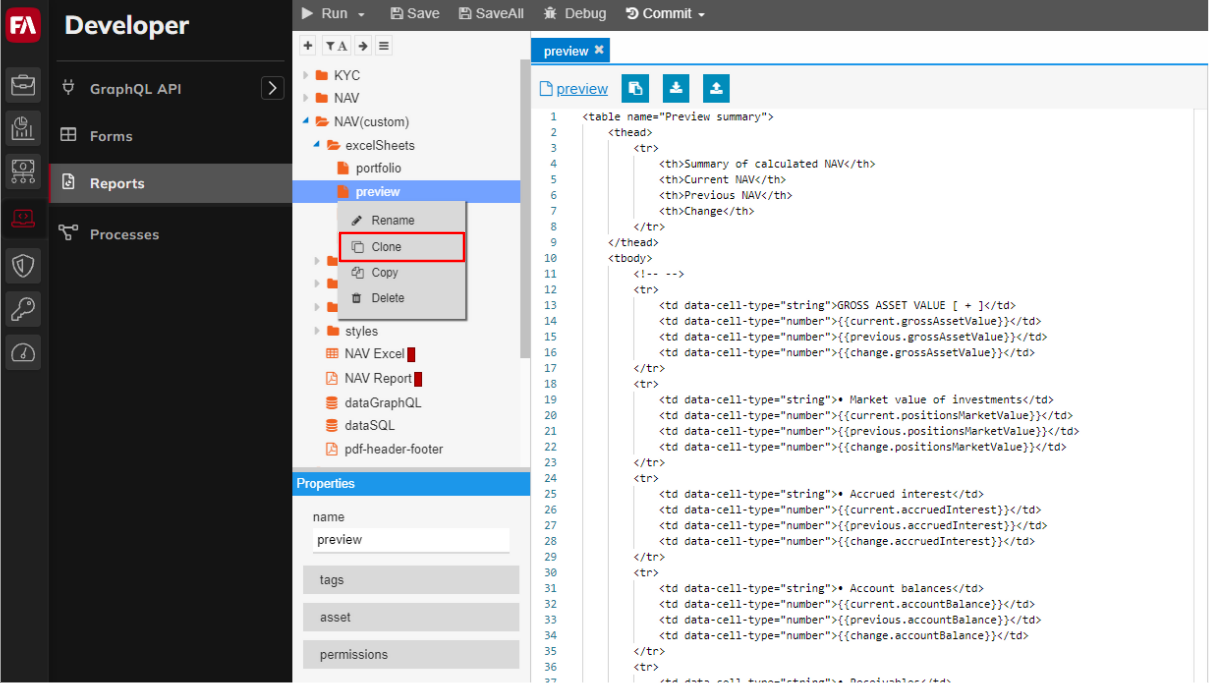 FA
Developer
GraphQL API
Forms
Reports
Processes
Run
Save
SaveAll
Debug
Commit
A
KYC
NAV
NAV(custom)
excelSheets
portfolio
preview
Rename
Clone
Copy
Delete
styles
NAV Excel
NAV Report
dataGraphQL
dataSQL
pdf-header-footer
Properties
name
preview
tags
asset
permissions
preview
preview
1 <table name="Preview summary">
2 <thead>
3 <tr>
4 <th>Summary of calculated NAV</th>
5 <th>Current NAV</th>
6 <th>Previous NAV</th>
7 <th>Change</th>
8 </tr>
9 </thead>
10 <tbody>
11 <!-- -->
12 <tr>
13 <td data-cell-type="string">GROSS ASSET VALUE [ + ]</td>
14 <td data-cell-type="number">{{current.grossAssetValue}}</td>
15 <td data-cell-type="number">{{previous.grossAssetValue}}</td>
16 <td data-cell-type="number">{{change.grossAssetValue}}</td>
17 </tr>
18 <tr>
19 <td data-cell-type="string">• Market value of investments</td>
20 <td data-cell-type="number">{{current.positionsMarketValue}}</td>
21 <td data-cell-type="number">{{previous.positionsMarketValue}}</td>
22 <td data-cell-type="number">{{change.positionsMarketValue}}</td>
23 </tr>
24 <tr>
25 <td data-cell-type="string">• Accrued interest</td>
26 <td data-cell-type="number">{{current.accruedInterest}}</td>
27 <td data-cell-type="number">{{previous.accruedInterest}}</td>
28 <td data-cell-type="number">{{change.accruedInterest}}</td>
29 </tr>
30 <tr>
31 <td data-cell-type="string">• Account balances</td>
32 <td data-cell-type="number">{{current.accountBalance}}</td>
33 <td data-cell-type="number">{{previous.accountBalance}}</td>
34 <td data-cell-type="number">{{change.accountBalance}}</td>
35 </tr>
36 <tr>
37 <td data-cell-type="string">• Receivables</td>